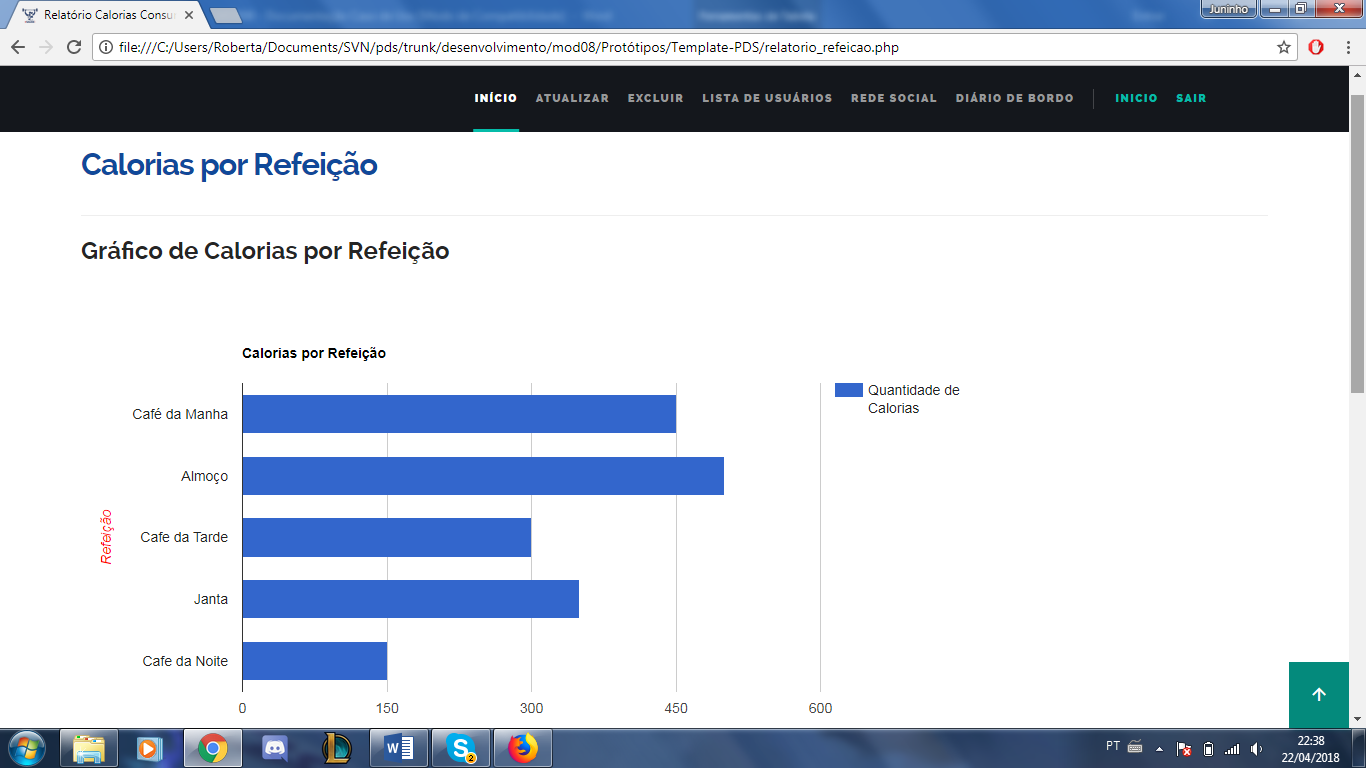 Juninho
Relatório Calorias Consu
file:///C:/Users/Roberta/Documents/SVN/pds/trunk/desenvolvimento/mod08/Protótipos/Template-PDS/relatorio_refeicao.php
INÍCIO ATUALIZAR EXCLUIR LISTA DE USUÁRIOS REDE SOCIAL DIÁRIO DE BORDO INICIO SAIR
Calorias por Refeição
Gráfico de Calorias por Refeição
Calorias por Refeição
Quantidade de
Calorias
Refeição
Café da Manha
Almoço
Cafe da Tarde
Janta
Cafe da Noite
0 150 300 450 600
2
PT
22:38
22/04/2018